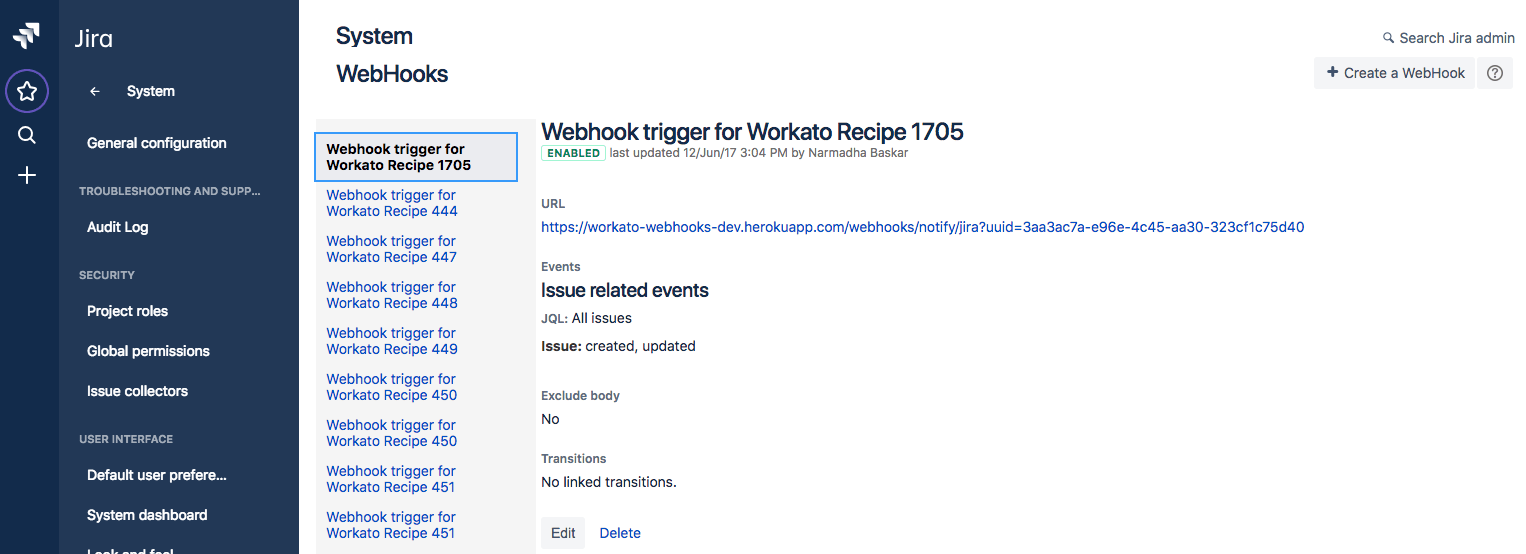 Jira
System
General configuration
TROUBLESHOOTING AND SUPP...
Audit Log
SECURITY
Project roles
Global permissions
Issue collectors
USER INTERFACE
Default user prefere...
System dashboard
Look and feel
System
Search Jira admin
WebHooks
+ Create a WebHook
?
Webhook trigger for
Workato Recipe 1705
Webhook trigger for
Workato Recipe 444
Webhook trigger for
Workato Recipe 447
Webhook trigger for
Workato Recipe 448
Webhook trigger for
Workato Recipe 449
Webhook trigger for
Workato Recipe 450
Webhook trigger for
Workato Recipe 450
Webhook trigger for
Workato Recipe 451
Webhook trigger for
Workato Recipe 451
Webhook trigger for Workato Recipe 1705
ENABLED last updated 12/Jun/17 3:04 PM by Narmadha Baskar
URL
https://workato-webhooks-dev.herokuapp.com/webhooks/notify/jira?uuid=3aa3ac7a-e96e-4c45-aa30-323cf1c75d40
Events
Issue related events
JQL: All issues
Issue: created, updated
Exclude body
No
Transitions
No linked transitions.
Edit Delete